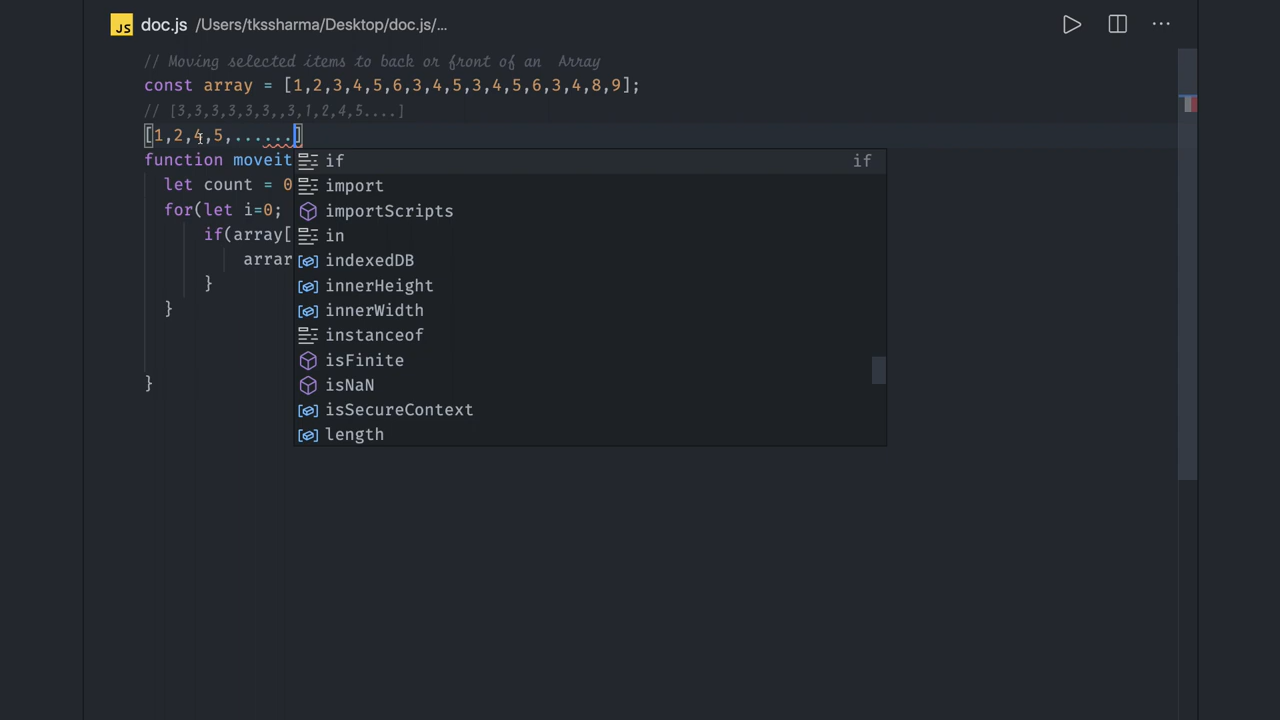 JS doc.js /Users/tkssharma/Desktop/doc.js/...
// Moving selected items to back or front of an Array
const array = [1,2,3,4,5,6,3,4,5,3,4,5,6,3,4,8,9];
// [3,3,3,3,3,3,,3,1,2,4,5....]
[1,2,4,5,......]
function moveit
let count = 0
for(let i=0;
if(array[
arrar
}
}
}
if if
import
importScripts
in
indexedDB
innerHeight
innerWidth
instanceof
isFinite
isNaN
isSecureContext
length